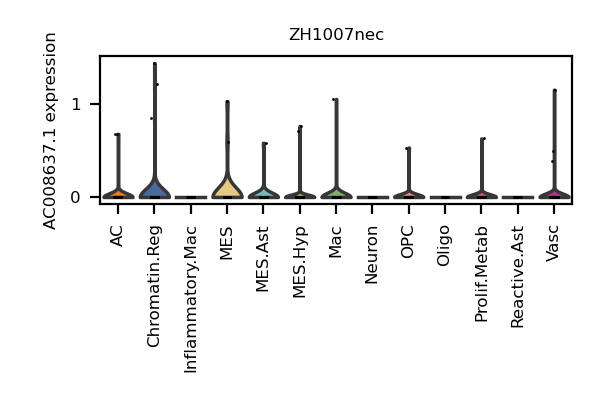 ZH1007nec
AC008637.1 expression
1
0
AC
Chromatin.Reg
Inflammatory.Mac
MES
MES.Ast
MES.Hyp
Mac
Neuron
OPC
Oligo
Prolif.Metab
Reactive.Ast
Vasc